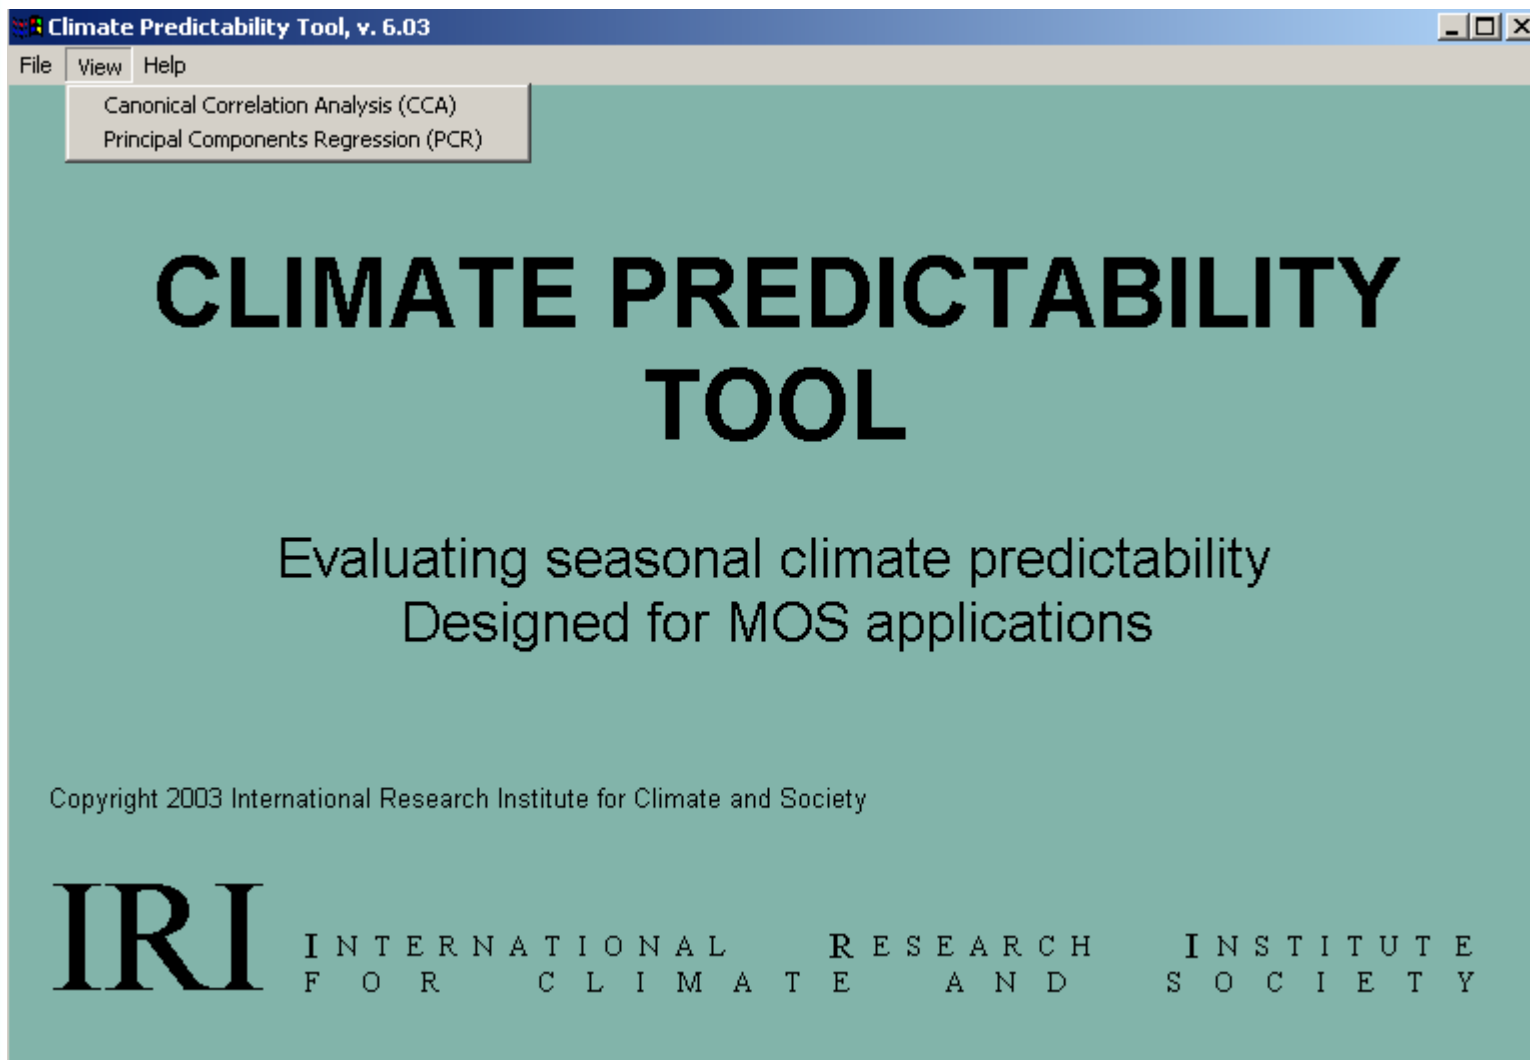 Climate Predictability Tool, v. 6.03
File View Help
Canonical Correlation Analysis (CCA)
Principal Components Regression (PCR)
CLIMATE PREDICTABILITY
TOOL
Evaluating seasonal climate predictability
Designed for MOS applications
Copyright 2003 International Research Institute for Climate and Society
IRI
INTERNATIONAL RESEARCH INSTITUTE
FOR CLIMATE AND SOCIETY